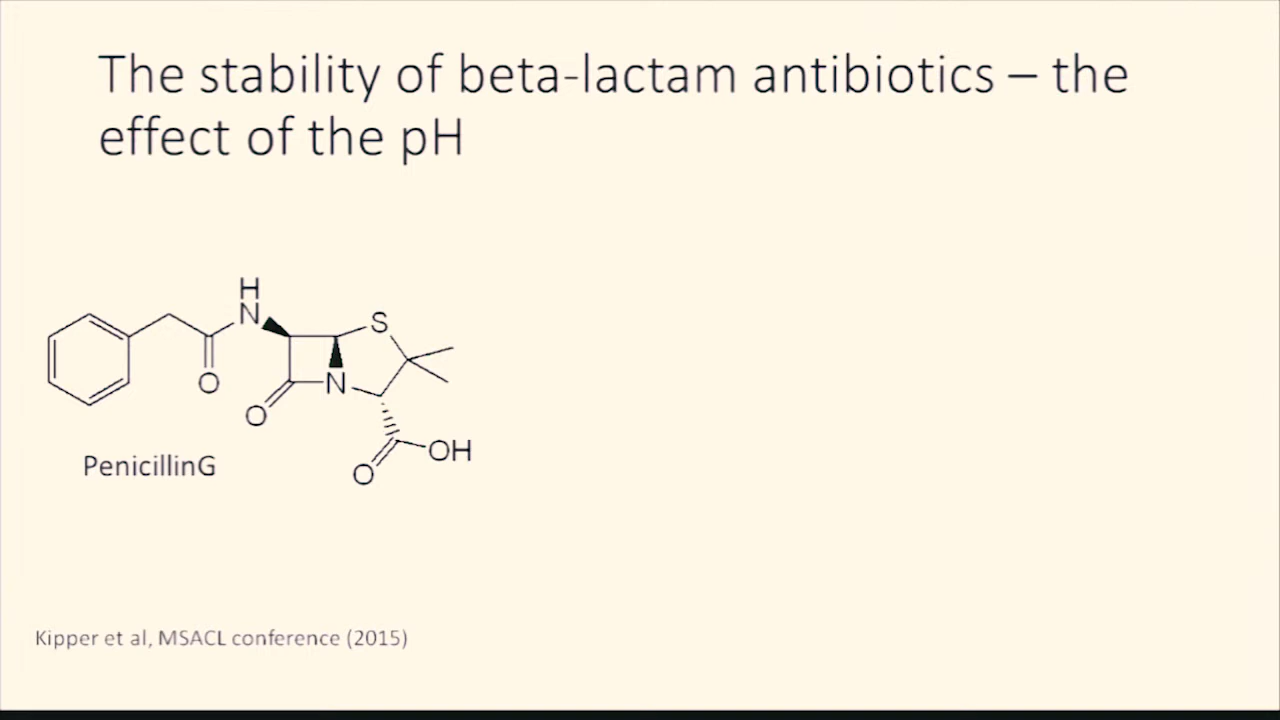 The stability of beta-lactam antibiotics – the
effect of the pH
H
N
S
O
N
O
OH
O
PenicillinG
Kipper et al, MSACL conference (2015)